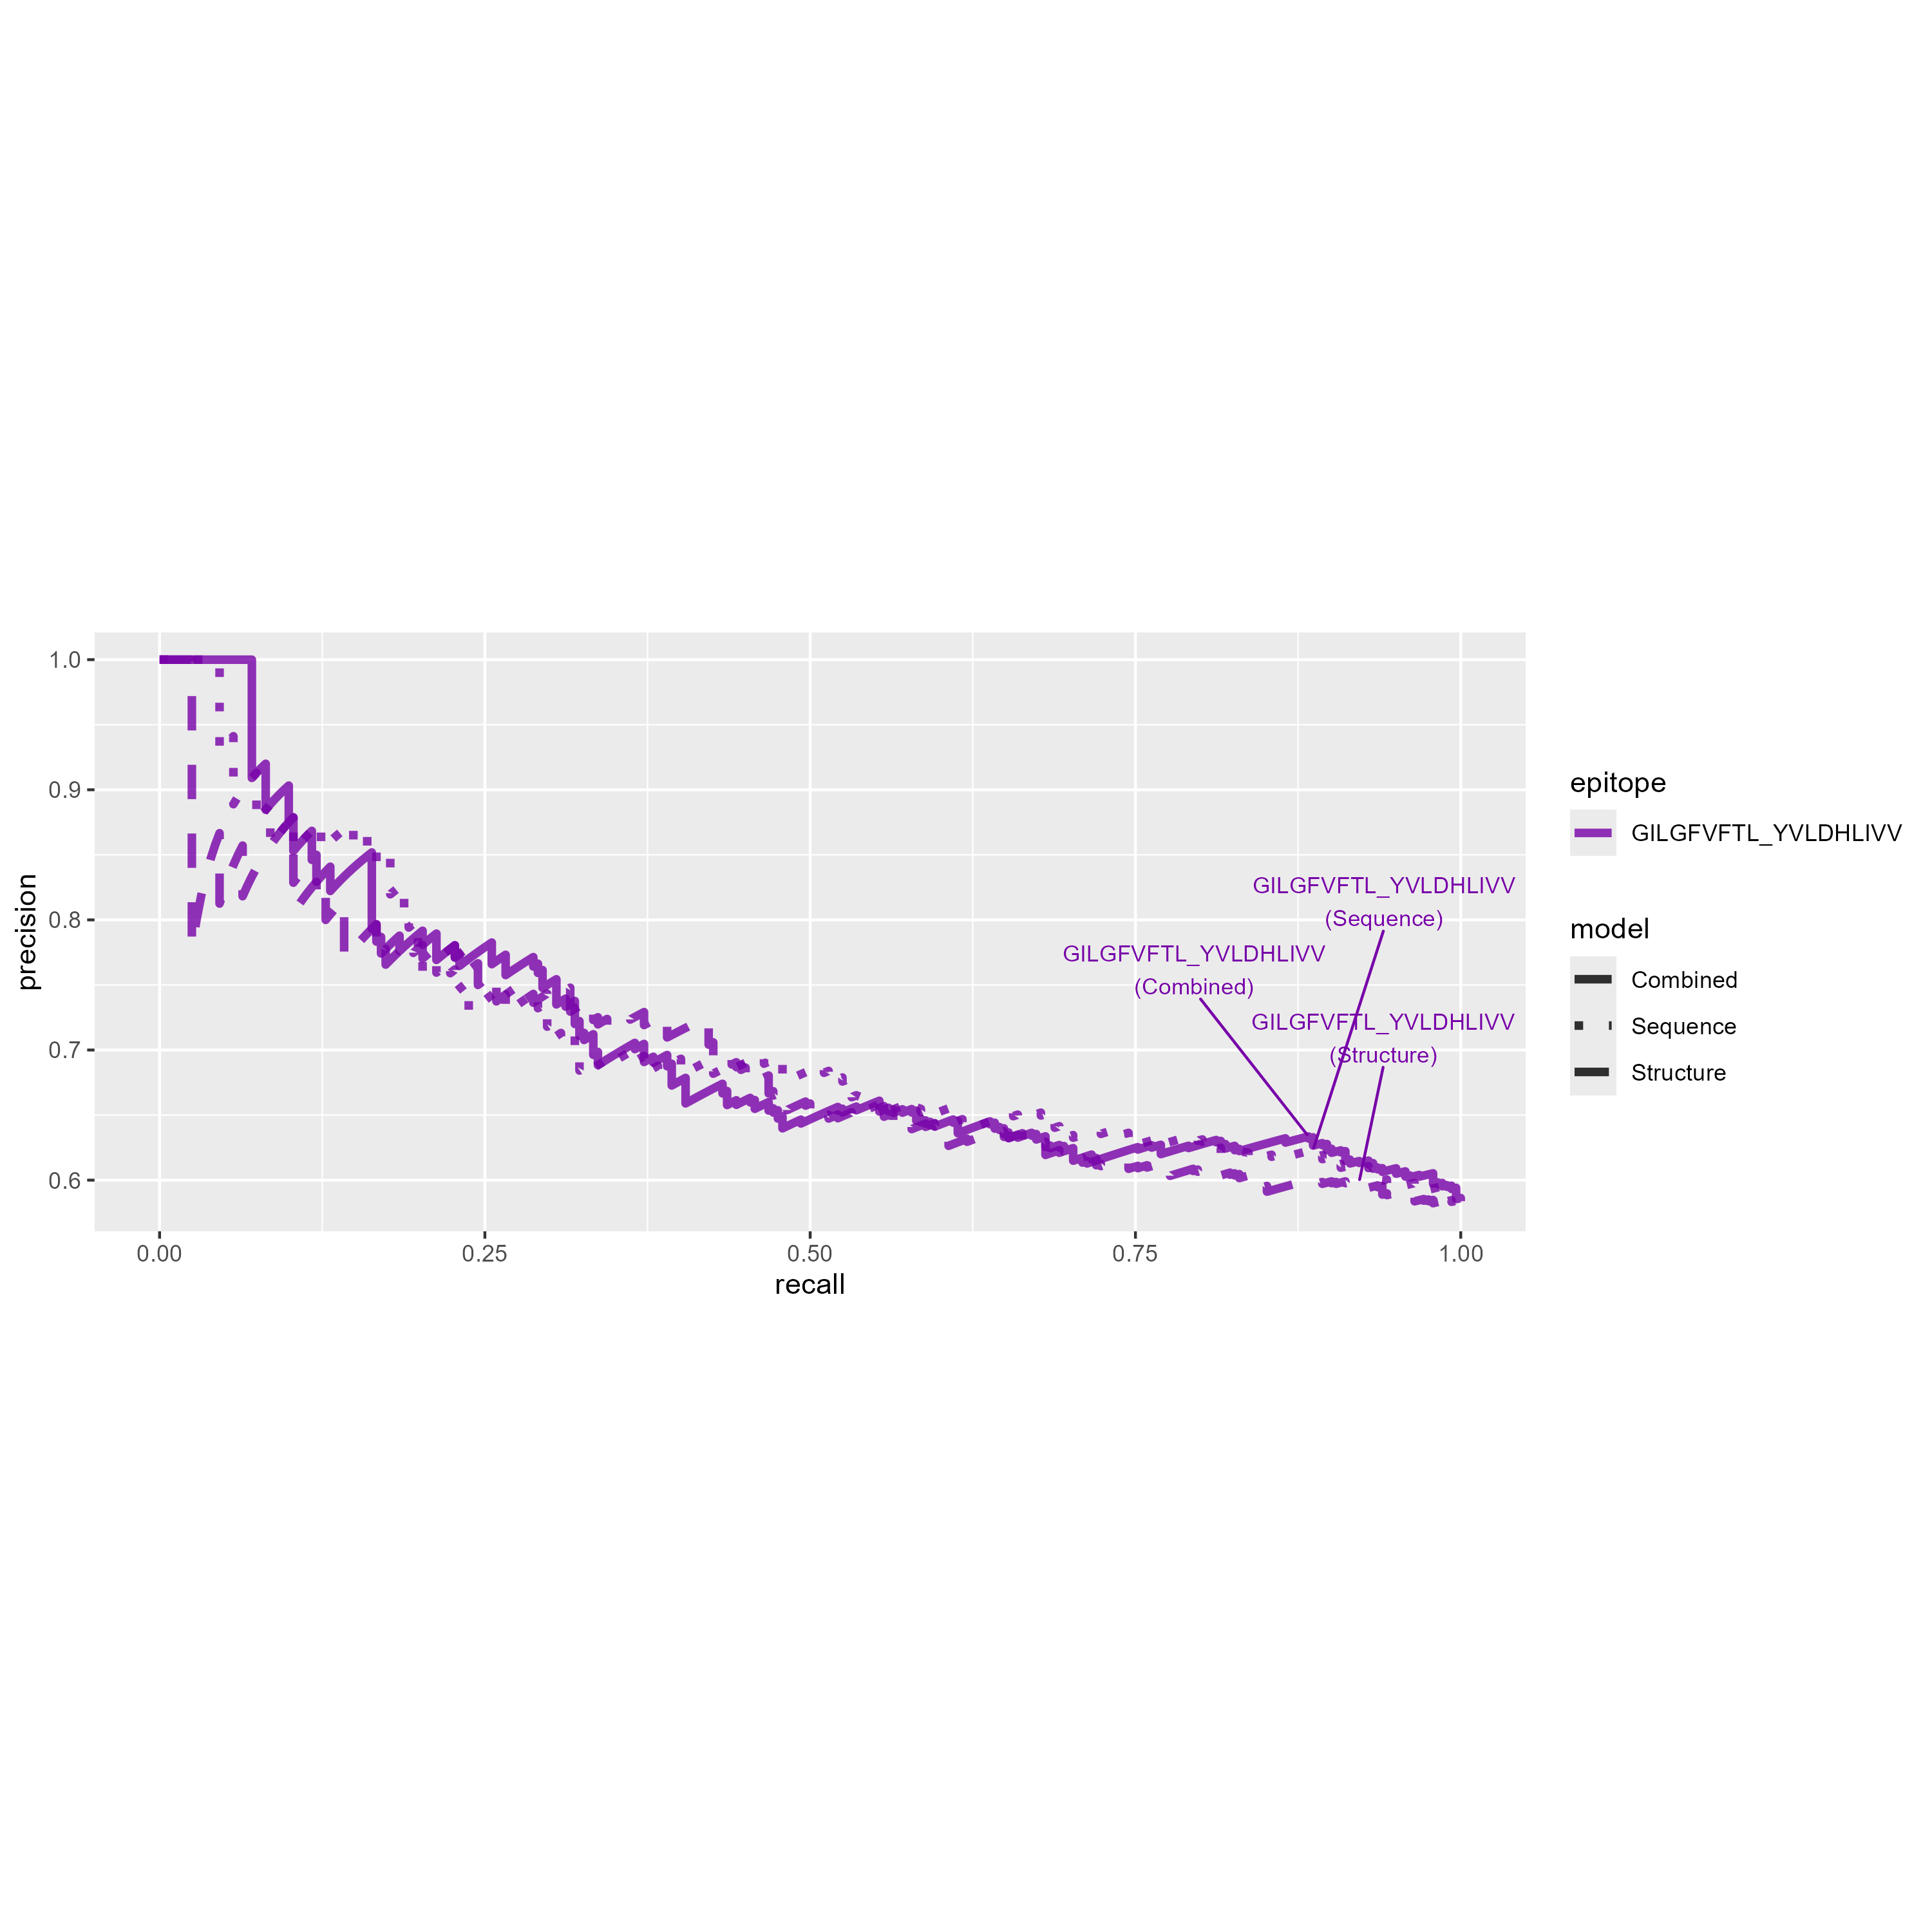 1.0
0.9
0.8
0.7
0.6
precision
0.00
0.25
0.50
0.75
1.00
recall
GILGFVFTL_YVLDHLIVV
(Sequence)
GILGFVFTL_YVLDHLIVV
(Combined)
GILGFVFTL_YVLDHLIVV
(Structure)
epitope
GILGFVFTL_YVLDHLIVV
model
Combined
Sequence
Structure